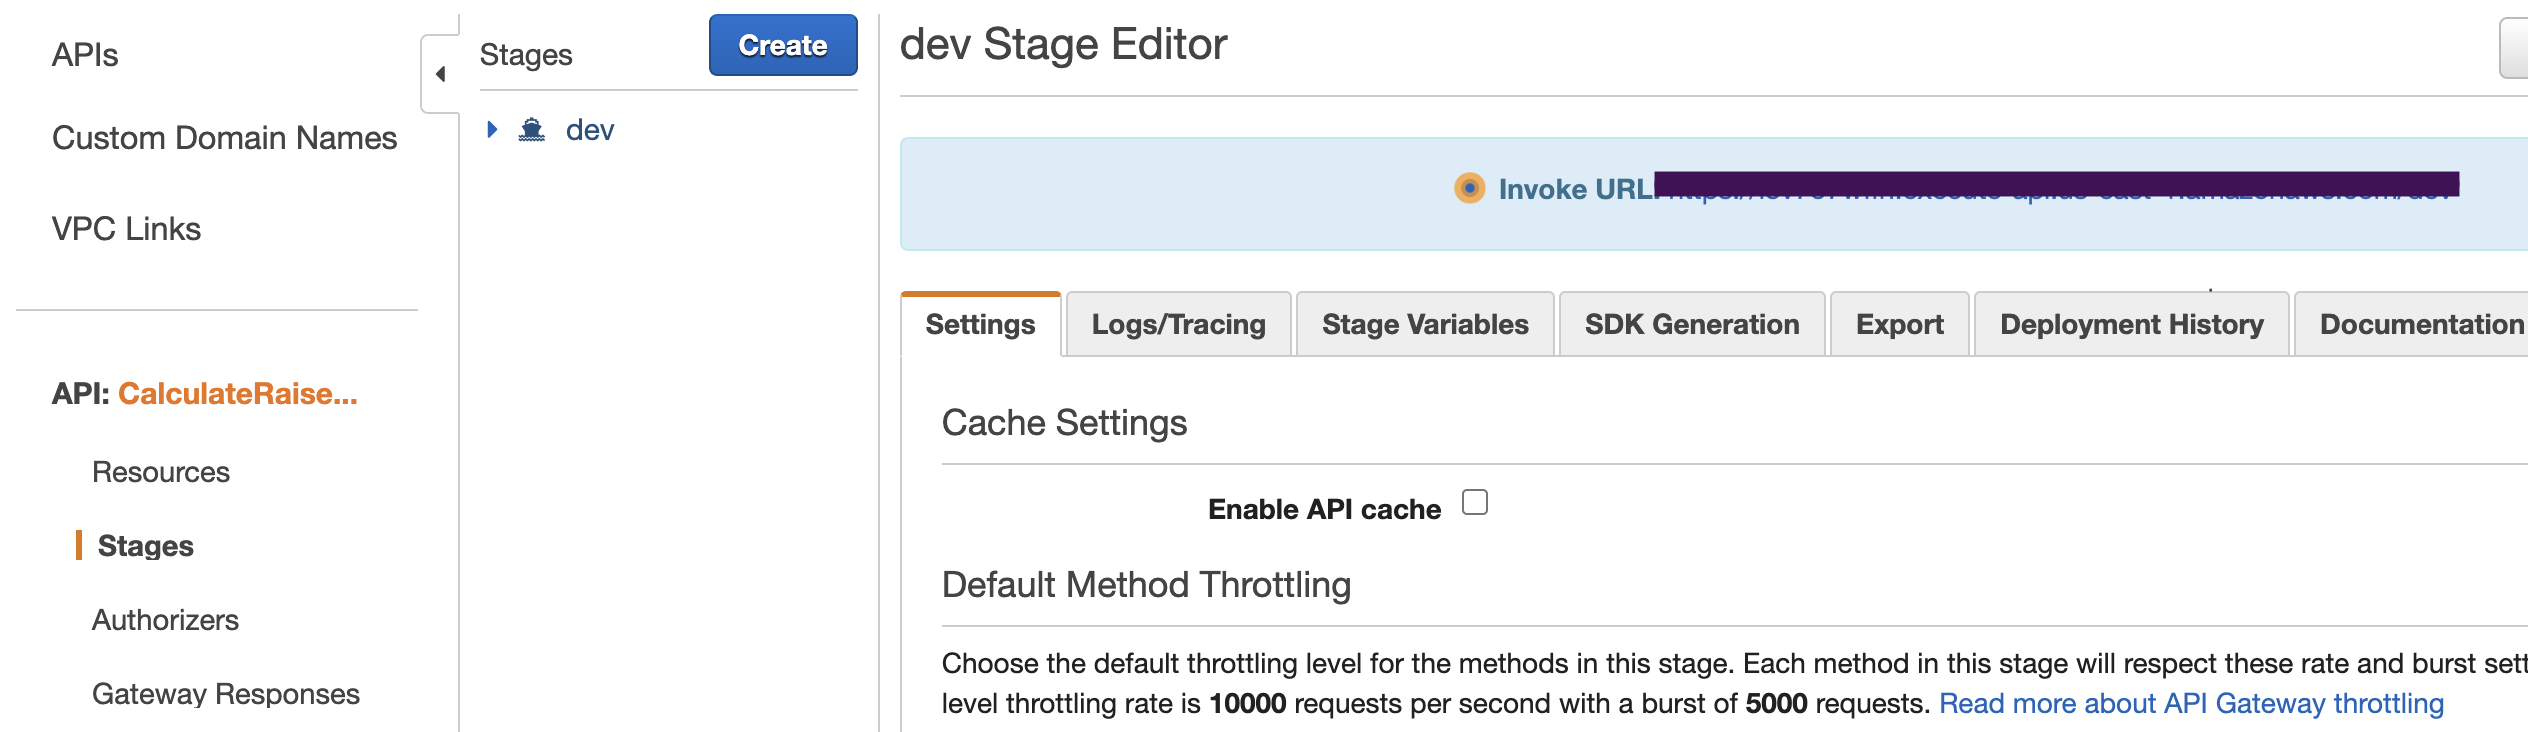 APIs
Custom Domain Names
VPC Links
API: CalculateRaise...
Resources
Stages
Authorizers
Gateway Responses
Stages
Create
dev
dev Stage Editor
Invoke URL:
Settings
Logs/Tracing
Stage Variables
SDK Generation
Export
Deployment History
Documentation
Cache Settings
Enable API cache
Default Method Throttling
Choose the default throttling level for the methods in this stage. Each method in this stage will respect these rate and burst sett
level throttling rate is 10000 requests per second with a burst of 5000 requests. Read more about API Gateway throttling